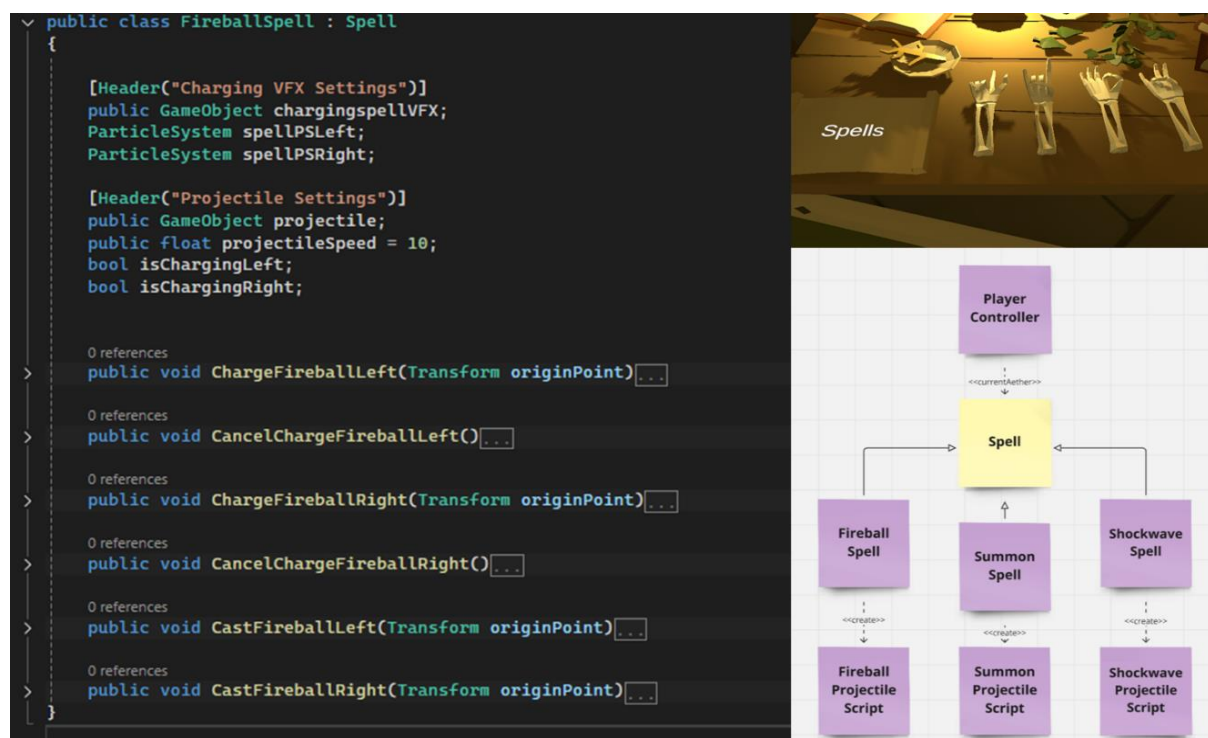 public class FireballSpell : Spell
{
[Header("Charging VFX Settings")]
public GameObject chargingspellVFX;
ParticleSystem spellPSLeft;
ParticleSystem spellPSRight;
[Header("Projectile Settings")]
public GameObject projectile;
public float projectileSpeed = 10;
bool isChargingLeft;
bool isChargingRight;
0 references
public void ChargeFireballLeft(Transform originPoint)...
0 references
public void CancelChargeFireballLeft()...
0 references
public void ChargeFireballRight(Transform originPoint)...
0 references
public void CancelChargeFireballRight()...
0 references
public void CastFireballLeft(Transform originPoint)...
0 references
public void CastFireballRight(Transform originPoint)...
}
Spells
Player
Controller
<<currentAether>>
Spell
Fireball
Spell
Summon
Spell
Shockwave
Spell
<<create>>
<<create>>
<<create>>
Fireball
Projectile
Script
Summon
Projectile
Script
Shockwave
Projectile
Script